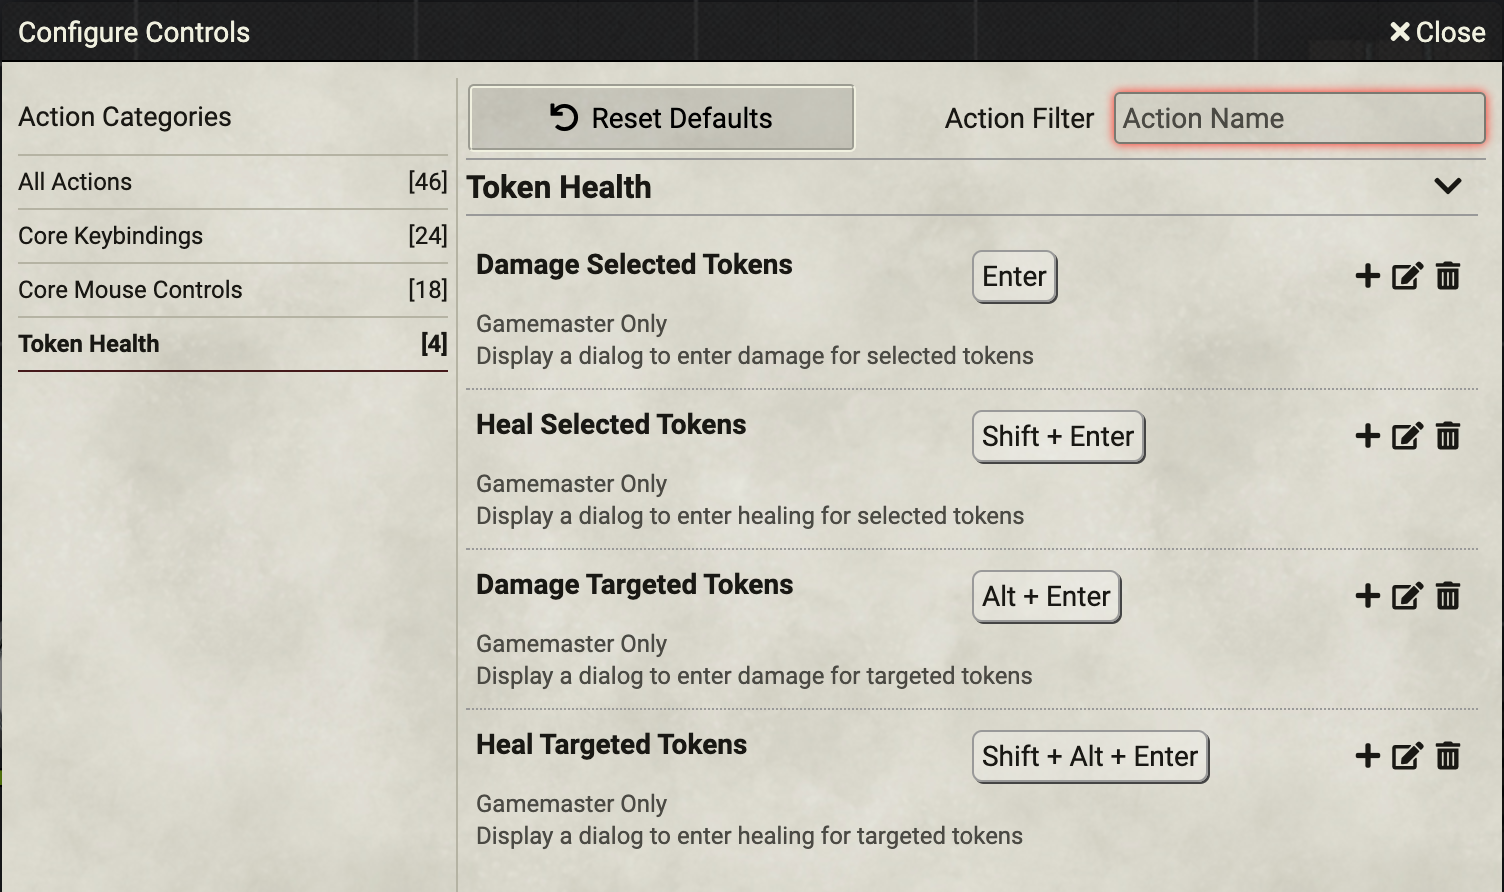 Configure Controls
Close
Action Categories
All Actions [46]
Core Keybindings [24]
Core Mouse Controls [18]
Token Health [4]
Reset Defaults
Action Filter Action Name
Token Health
Damage Selected Tokens Enter
Gamemaster Only
Display a dialog to enter damage for selected tokens
Heal Selected Tokens Shift + Enter
Gamemaster Only
Display a dialog to enter healing for selected tokens
Damage Targeted Tokens Alt + Enter
Gamemaster Only
Display a dialog to enter damage for targeted tokens
Heal Targeted Tokens Shift + Alt + Enter
Gamemaster Only
Display a dialog to enter healing for targeted tokens